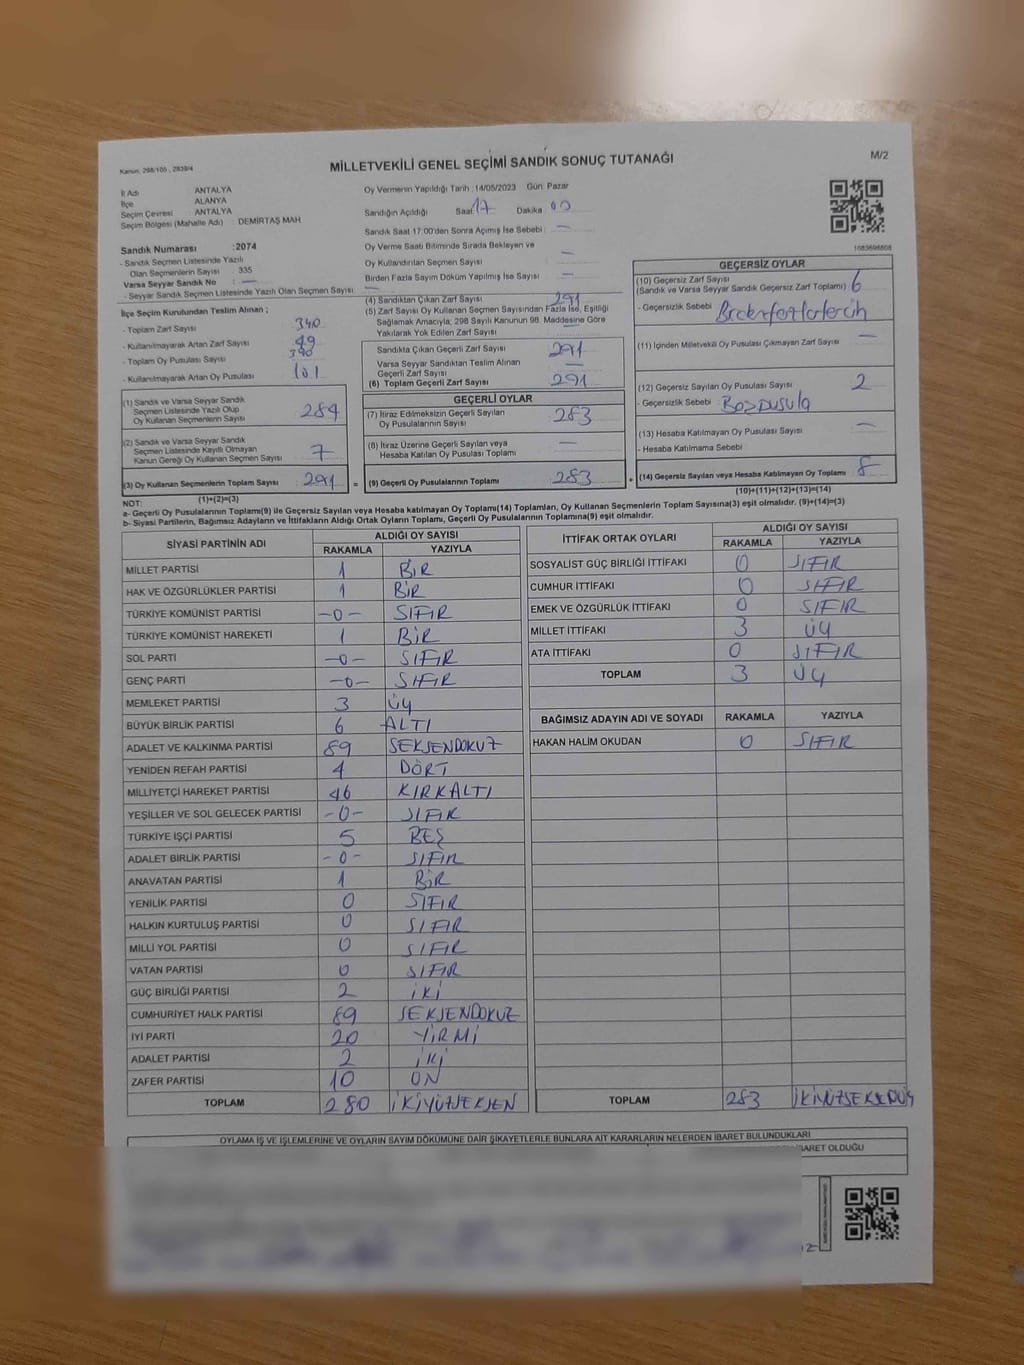 Kanun, 298/105, 2839/4
MİLLETVEKİLİ GENEL SEÇİMİ SANDIK SONUÇ TUTANAĞI
M/2
İl Adı ANTALYA
İlçe ALANYA
Seçim Çevresi ANTALYA
Seçim Bölgesi (Mahalle Adı) : DEMİRTAŞ MAH.
Sandık Numarası :2074
- Sandık Seçmen Listesinde Yazılı
Olan Seçmenlerin Sayısı 335
Varsa Seyyar Sandık No : —
- Seyyar Sandık Seçmen Listesinde Yazılı Olan Seçmen Sayısı —
İlçe Seçim Kurulundan Teslim Alınan ;
- Toplam Zarf Sayısı 340
- Kullanılmayarak Artan Zarf Sayısı 49
- Toplam Oy Pusulası Sayısı 390
- Kullanılmayarak Artan Oy Pusulası 101
(1) Sandık ve Varsa Seyyar Sandık
Seçmen Listesinde Yazılı Olup
Oy Kullanan Seçmenlerin Sayısı 284
(2) Sandık ve Varsa Seyyar Sandık
Seçmen Listesinde Kayıtlı Olmayan
Kanun Gereği Oy Kullanan Seçmen Sayısı 7
(3) Oy Kullanan Seçmenlerin Toplam Sayısı 291
(1)+(2)=(3)
Oy Vermenin Yapıldığı Tarih : 14/05/2023 Gün: Pazar
Sandığın Açıldığı Saat 17 Dakika 00
Sandık Saat 17:00'den Sonra Açımış İse Sebebi : —
Oy Verme Saati Bitiminde Sırada Bekleyen ve
Oy Kullandırılan Seçmen Sayısı —
Birden Fazla Sayım Döküm Yapılmış İse Sayısı —
(4) Sandıktan Çıkan Zarf Sayısı 291
(5) Zarf Sayısı Oy Kullanan Seçmen Sayısından Fazla İse, Eşitliği
Sağlamak Amacıyla; 298 Sayılı Kanunun 98. Maddesine Göre
Yakılarak Yok Edilen Zarf Sayısı —
Sandıkta Çıkan Geçerli Zarf Sayısı 291
Varsa Seyyar Sandıktan Teslim Alınan
Geçerli Zarf Sayısı —
(6) Toplam Geçerli Zarf Sayısı 291
GEÇERLİ OYLAR
(7) İtiraz Edilmeksizin Geçerli Sayılan
Oy Pusulalarının Sayısı 283
(8) İtiraz Üzerine Geçerli Sayılan veya
Hesaba Katılan Oy Pusulası Toplamı —
= (9) Geçerli Oy Pusulalarının Toplamı 283 +
1083698808
GEÇERSİZ OYLAR
(10) Geçersiz Zarf Sayısı
(Sandık ve Varsa Seyyar Sandık Geçersiz Zarf Toplamı) 6
- Geçersizlik Sebebi
(11) İçinden Milletvekili Oy Pusulası Çıkmayan Zarf Sayısı —
(12) Geçersiz Sayılan Oy Pusulası Sayısı 2
- Geçersizlik Sebebi Boşpusula
(13) Hesaba Katılmayan Oy Pusulası Sayısı —
- Hesaba Katılmama Sebebi
(14) Geçersiz Sayılan veya Hesaba Katılmayan Oy Toplamı 8
(10)+(11)+(12)+(13)=(14)
NOT:
a- Geçerli Oy Pusulalarının Toplamı(9) ile Geçersiz Sayılan veya Hesaba katılmayan Oy Toplamı(14) Toplamları, Oy Kullanan Seçmenlerin Toplam Sayısına(3) eşit olmalıdır. (9)+(14)=(3)
b- Siyasi Partilerin, Bağımsız Adayların ve İttifakların Aldığı Ortak Oyların Toplamı, Geçerli Oy Pusulalarının Toplamına(9) eşit olmalıdır.
SİYASİ PARTİNİN ADI ALDIĞI OY SAYISI
RAKAMLA YAZIYLA
MİLLET PARTİSİ 1 BİR
HAK VE ÖZGÜRLÜKLER PARTİSİ 1 BİR
TÜRKİYE KOMÜNİST PARTİSİ -0- SIFIR
TÜRKİYE KOMÜNİST HAREKETİ 1 BİR
SOL PARTİ -0- SIFIR
GENÇ PARTİ -0- SIFIR
MEMLEKET PARTİSİ 3 ÜÇ
BÜYÜK BİRLİK PARTİSİ 6 ALTI
ADALET VE KALKINMA PARTİSİ 89 SEKSENDOKUZ
YENİDEN REFAH PARTİSİ 4 DÖRT
MİLLİYETÇİ HAREKET PARTİSİ 46 KIRKALTI
YEŞİLLER VE SOL GELECEK PARTİSİ -0- SIFIR
TÜRKİYE İŞÇİ PARTİSİ 5 BEŞ
ADALET BİRLİK PARTİSİ -0- SIFIR
ANAVATAN PARTİSİ 1 BİR
YENİLİK PARTİSİ 0 SIFIR
HALKIN KURTULUŞ PARTİSİ 0 SIFIR
MİLLİ YOL PARTİSİ 0 SIFIR
VATAN PARTİSİ 0 SIFIR
GÜÇ BİRLİĞİ PARTİSİ 2 İKİ
CUMHURİYET HALK PARTİSİ 89 SEKSENDOKUZ
İYİ PARTİ 20 YİRMİ
ADALET PARTİSİ 2 İKİ
ZAFER PARTİSİ 10 ON
TOPLAM 280 İKİYÜZSEKSEN
İTTİFAK ORTAK OYLARI ALDIĞI OY SAYISI
RAKAMLA YAZIYLA
SOSYALİST GÜÇ BİRLİĞİ İTTİFAKI 0 SIFIR
CUMHUR İTTİFAKI 0 SIFIR
EMEK VE ÖZGÜRLÜK İTTİFAKI 0 SIFIR
MİLLET İTTİFAKI 3 ÜÇ
ATA İTTİFAKI 0 SIFIR
TOPLAM 3 ÜÇ
BAĞIMSIZ ADAYIN ADI VE SOYADI RAKAMLA YAZIYLA
HAKAN HALİM OKUDAN 0 SIFIR
TOPLAM 283 İKİYÜZSEKSENÜÇ
OYLAMA İŞ VE İŞLEMLERİNE VE OYLARIN SAYIM DÖKÜMÜNE DAİR ŞİKAYETLERLE BUNLARA AİT KARARLARIN NELERDEN İBARET BULUNDUKLARI
İBARET OLDUĞU